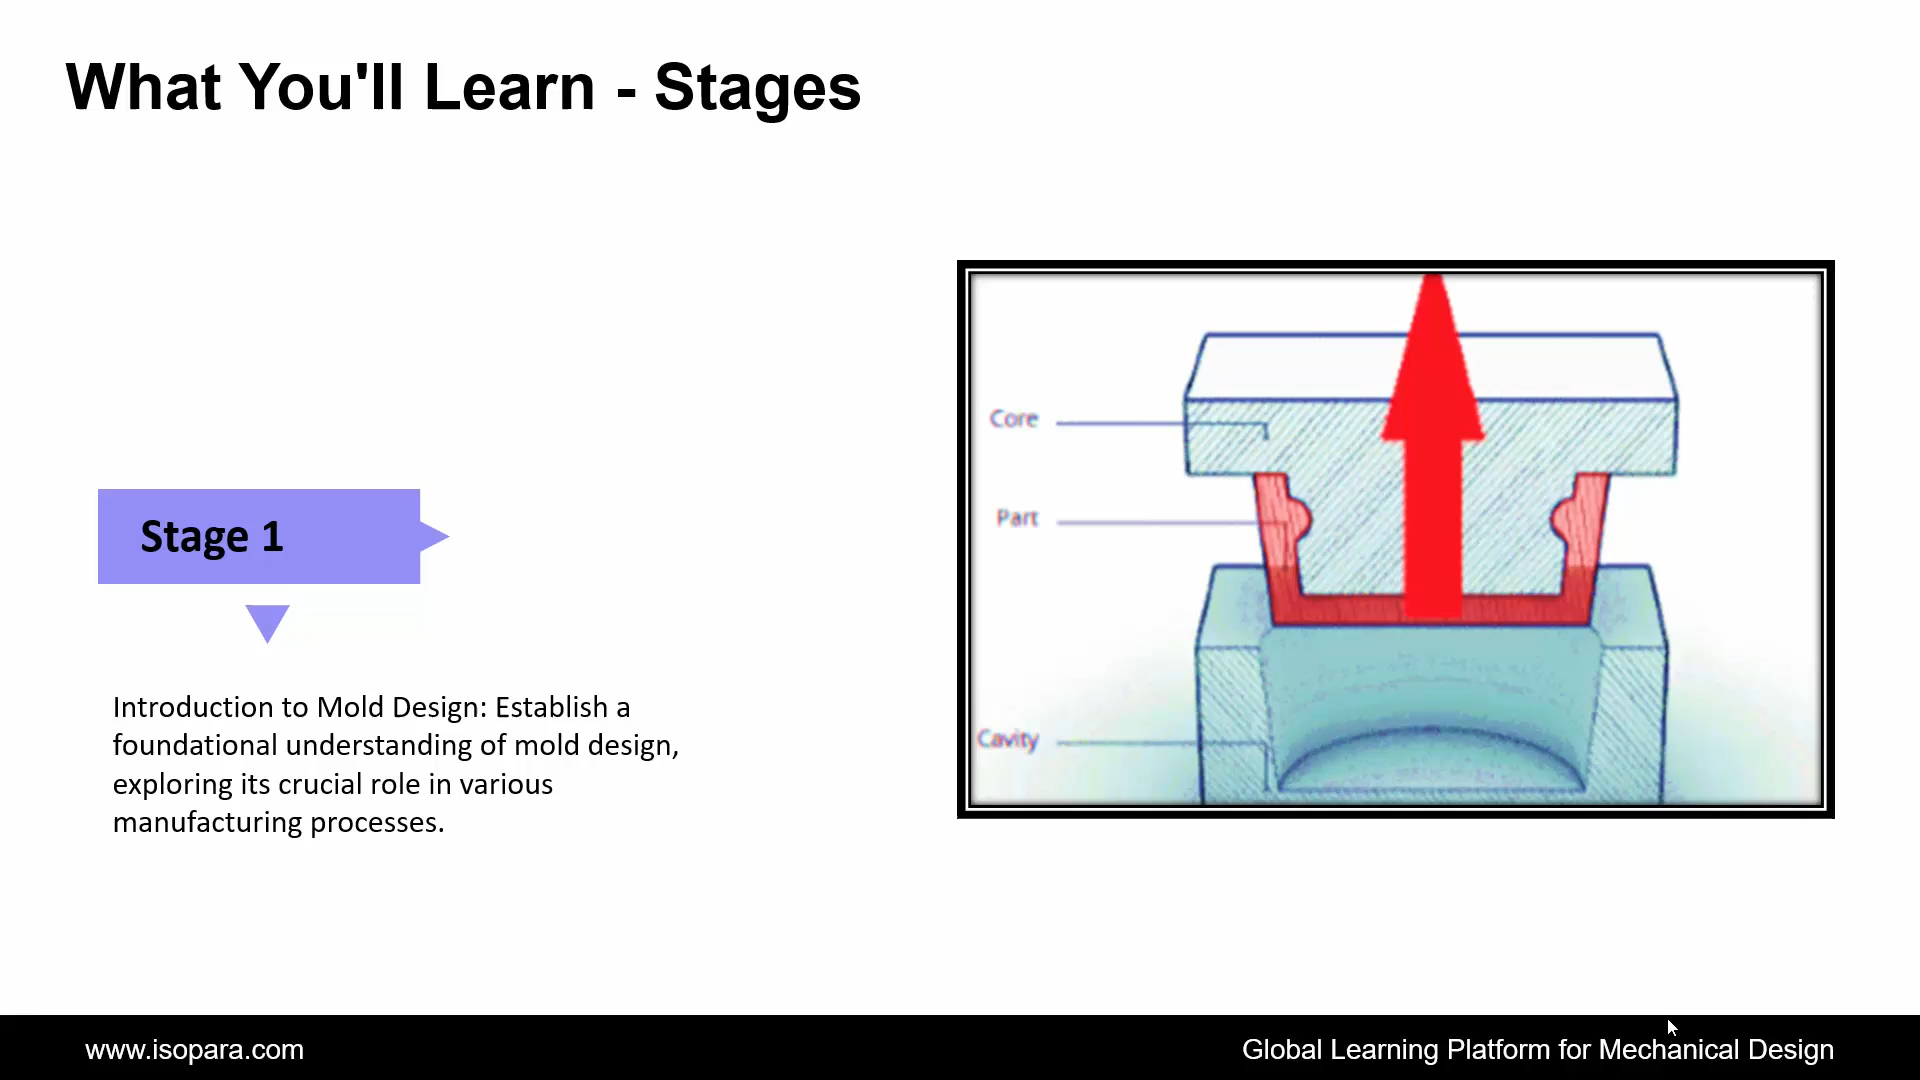 What You'll Learn - Stages
Core
Part
Cavity
Stage 1
Introduction to Mold Design: Establish a
foundational understanding of mold design,
exploring its crucial role in various
manufacturing processes.
www.isopara.com
Global Learning Platform for Mechanical Design